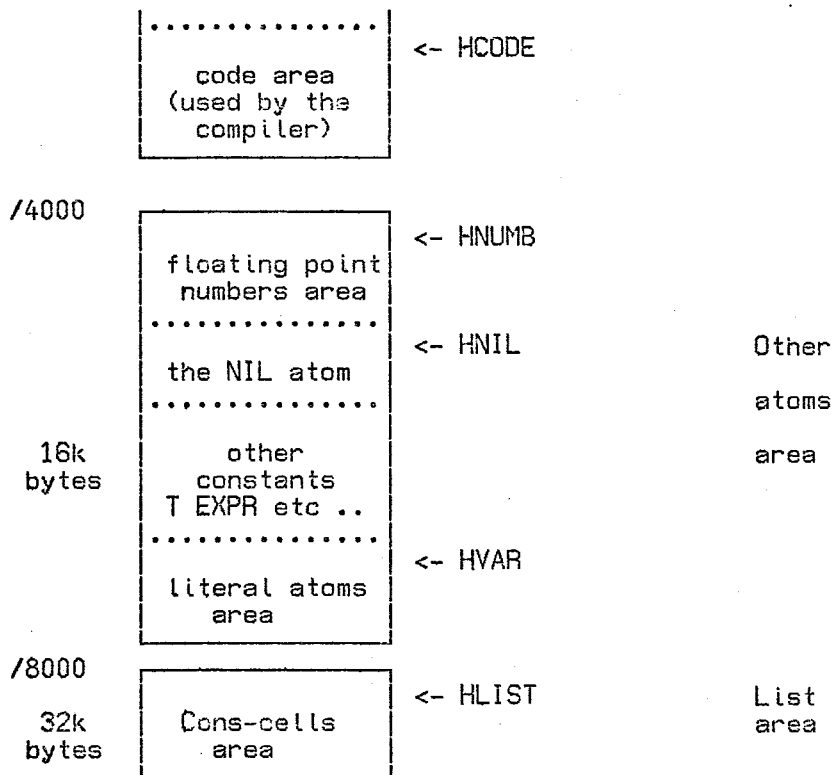 <- HCODE
code area
(used by the
compiler)
/4000
<- HNUMB
floating point
numbers area
<- HNIL Other
the NIL atom
atoms
16k other area
bytes constants
T EXPR etc ..
<- HVAR
literal atoms
area
/8000
<- HLIST List
32k Cons-cells area
bytes area